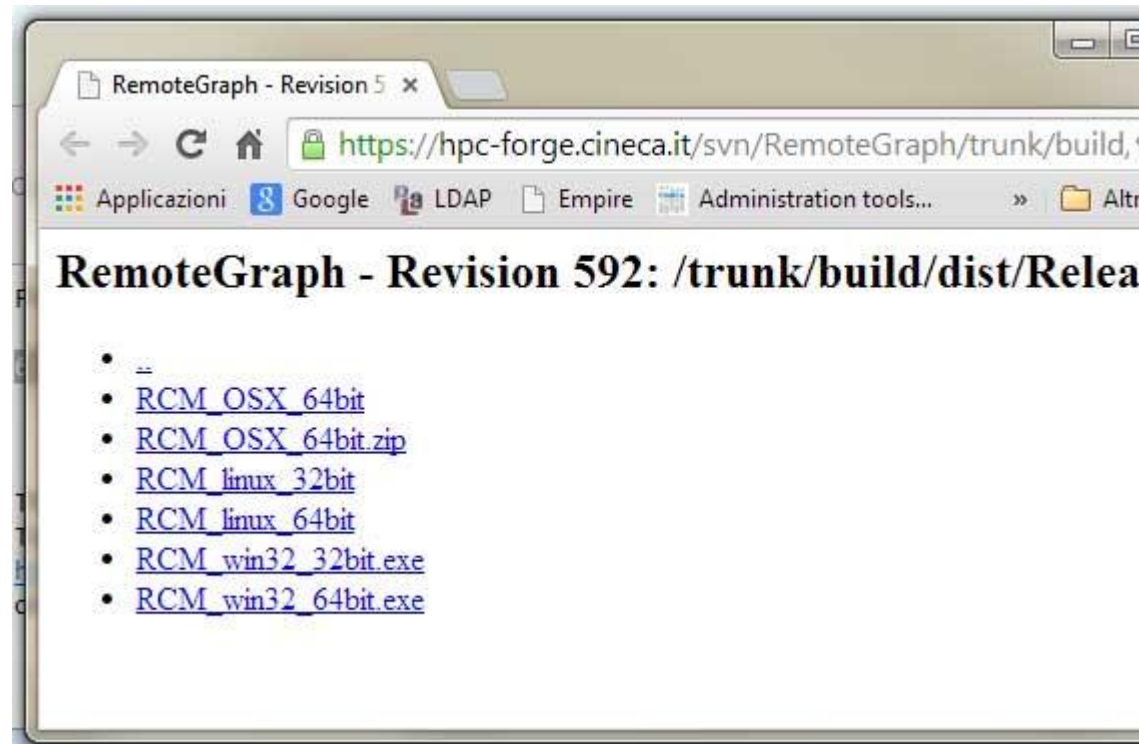 RemoteGraph - Revision 5
https://hpc-forge.cineca.it/svn/RemoteGraph/trunk/build,
Applicazioni Google LDAP Empire Administration tools... » Altr
RemoteGraph - Revision 592: /trunk/build/dist/Relea
..
RCM_OSX_64bit
RCM_OSX_64bit.zip
RCM_linux_32bit
RCM_linux_64bit
RCM_win32_32bit.exe
RCM_win32_64bit.exe